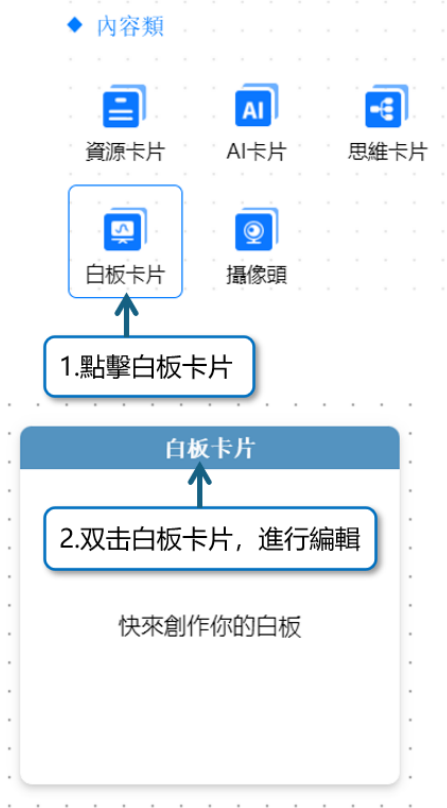 內容類
資源卡片 AI卡片 思維卡片
白板卡片 攝像頭
1.點擊白板卡片
白板卡片
2.双击白板卡片，進行編輯
快來創作你的白板